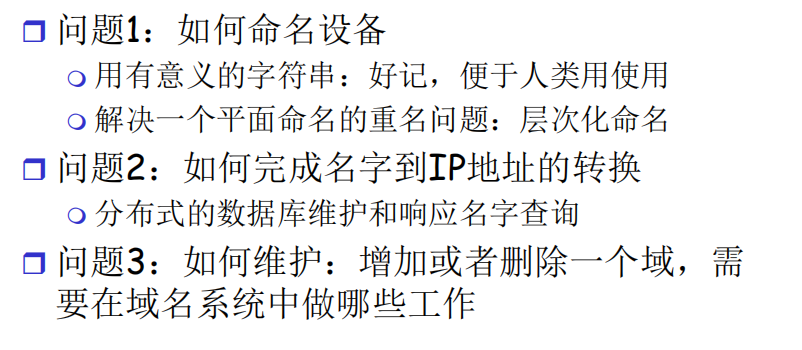 问题1：如何命名设备
用有意义的字符串：好记，便于人类用使用
解决一个平面命名的重名问题：层次化命名
问题2：如何完成名字到IP地址的转换
分布式的数据库维护和响应名字查询
问题3：如何维护：增加或者删除一个域，需
要在域名系统中做哪些工作